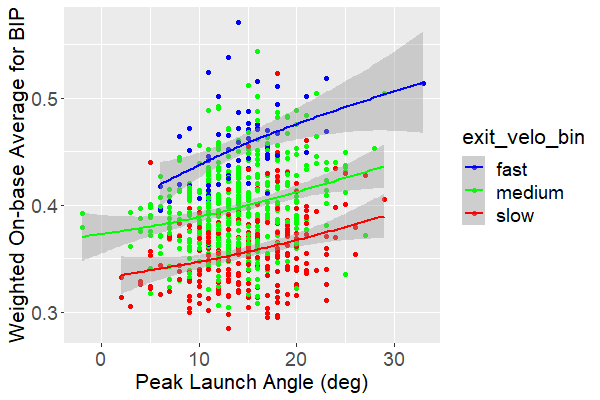 Weighted On-base Average for BIP
0.5
0.4
0.3
0
10
20
30
Peak Launch Angle (deg)
exit_velo_bin
fast
medium
slow